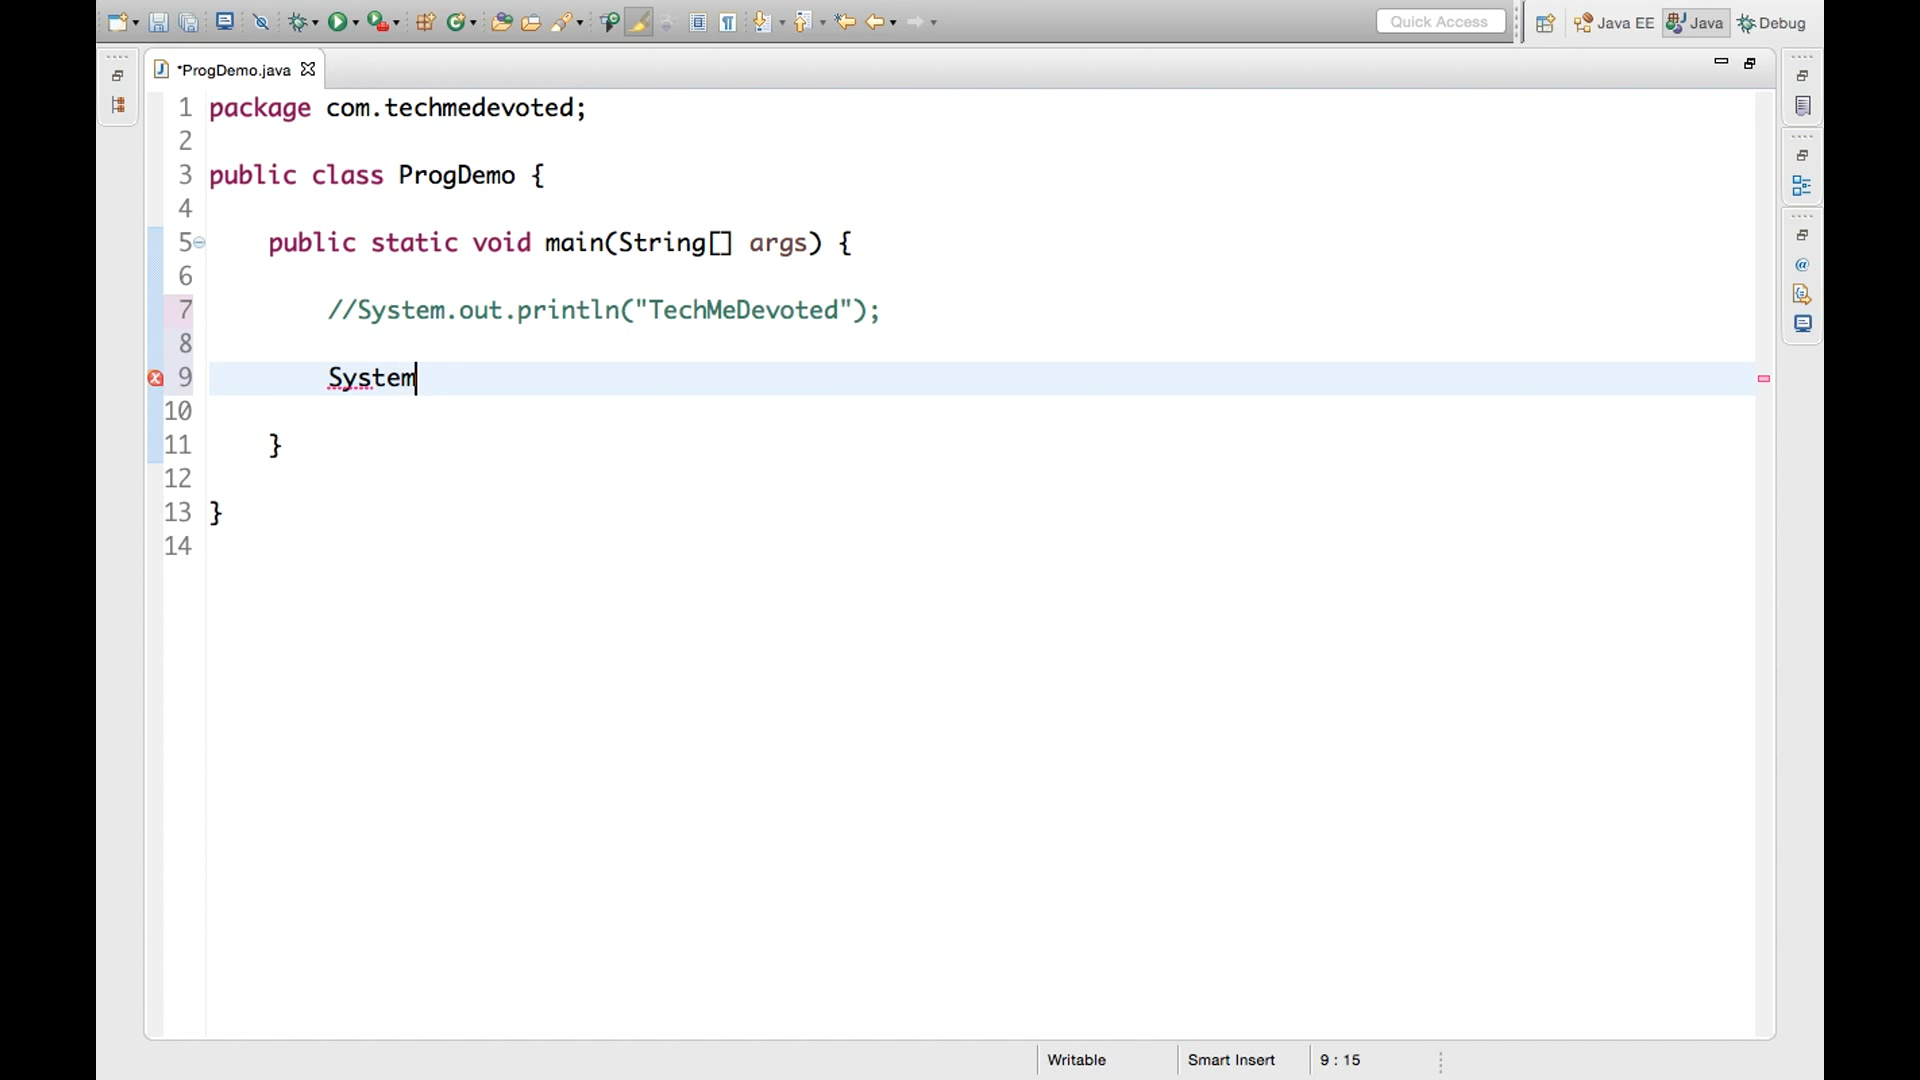 Quick Access
Java EE
Java
Debug
*ProgDemo.java
1 package com.techmedevoted;
2
3 public class ProgDemo {
4
5 public static void main(String[] args) {
6
7 //System.out.println("TechMeDevoted");
8
9 System
10
11 }
12
13 }
14
Writable
Smart Insert
9 : 15